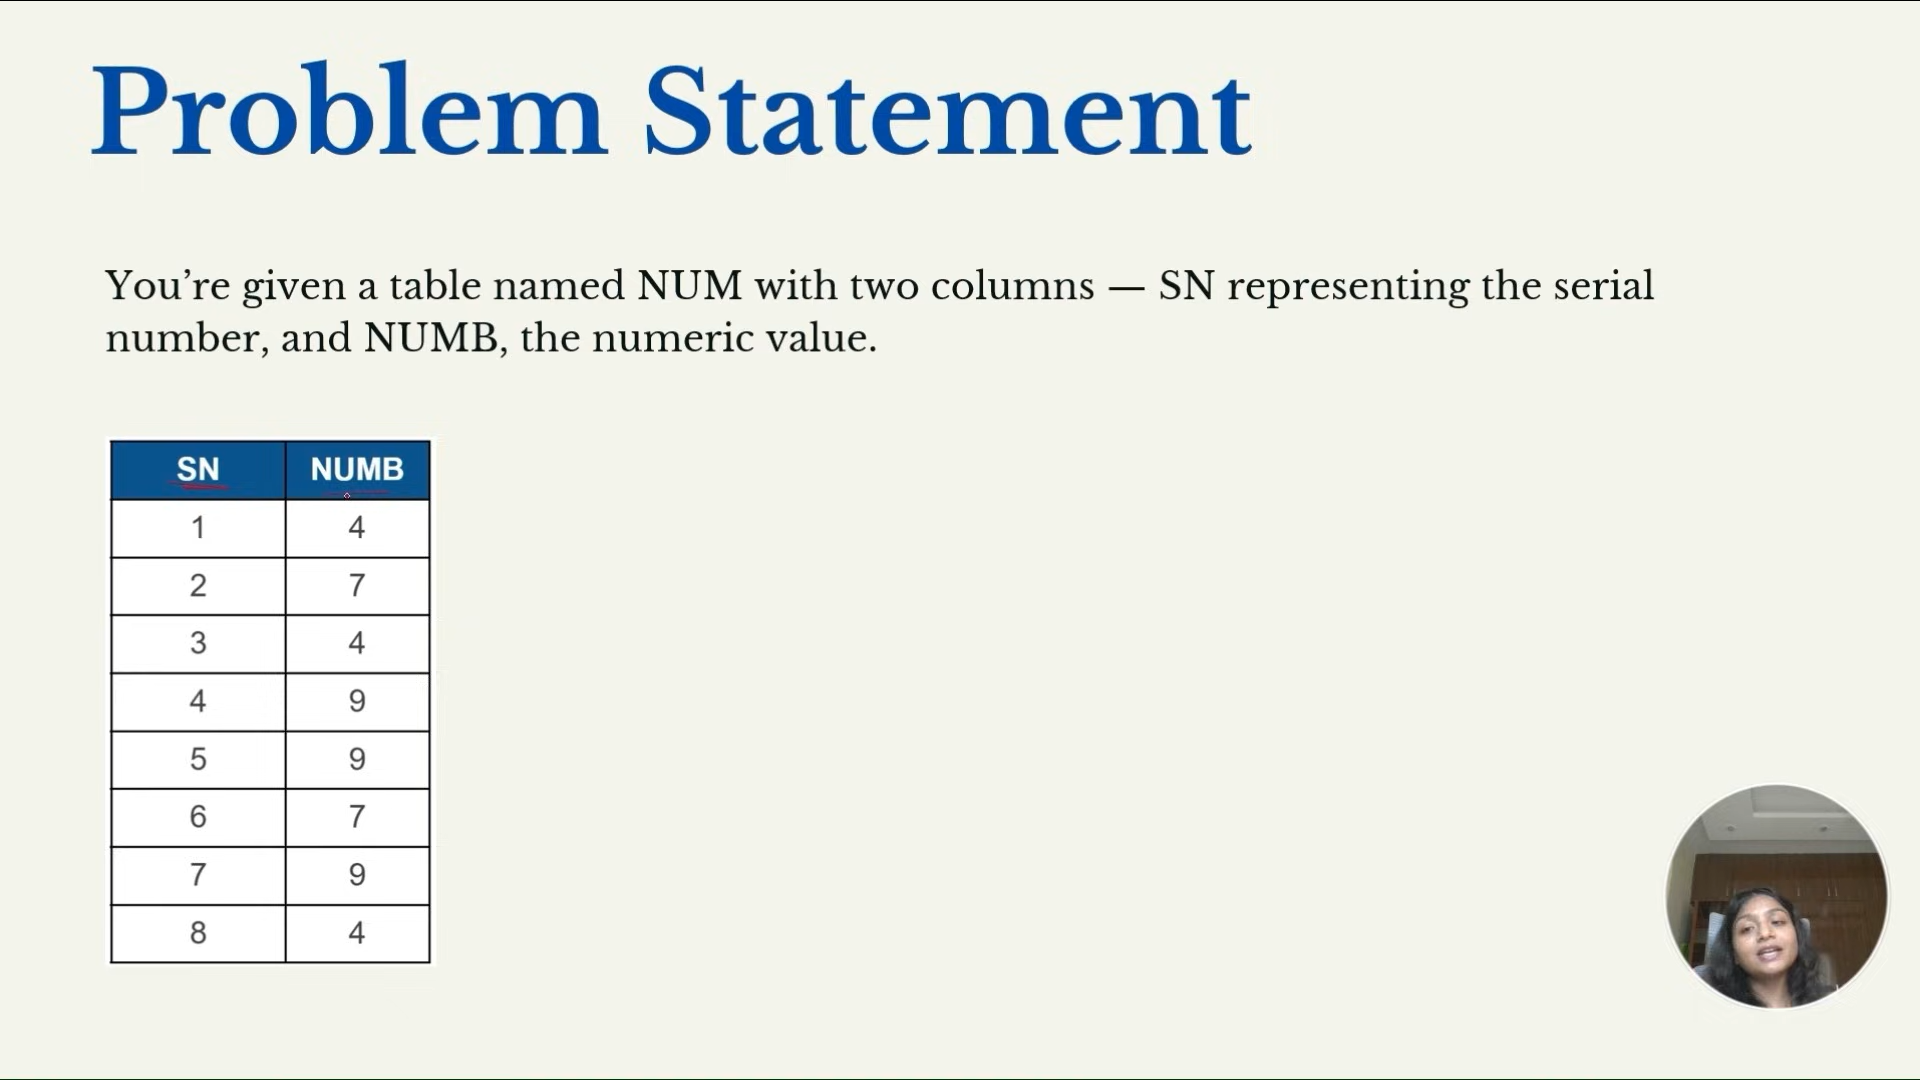 Problem Statement
You’re given a table named NUM with two columns — SN representing the serial
number, and NUMB, the numeric value.
SN NUMB
1 4
2 7
3 4
4 9
5 9
6 7
7 9
8 4